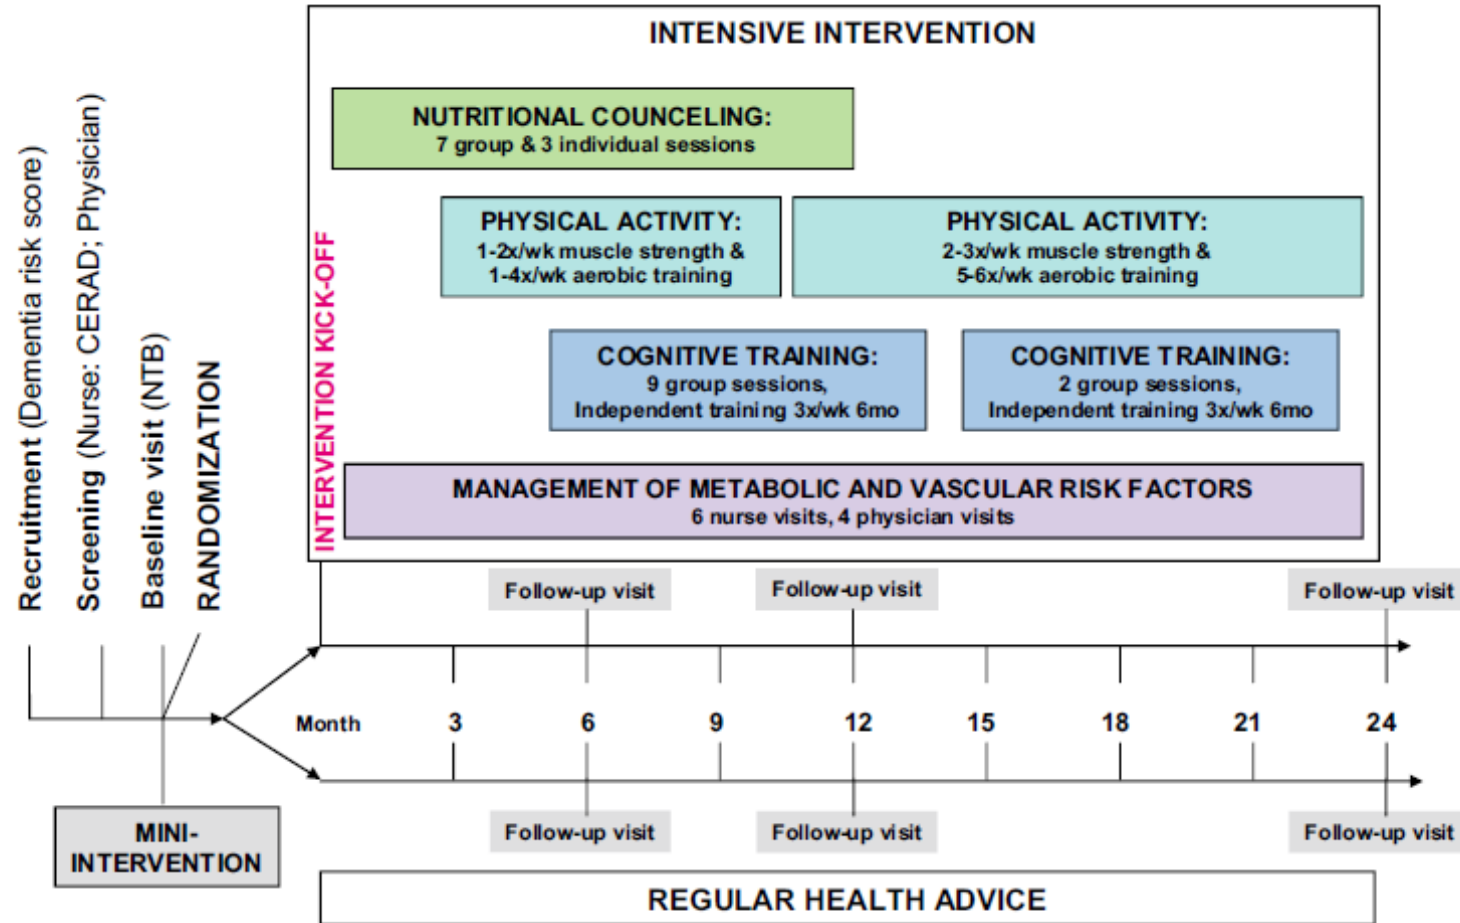 INTENSIVE INTERVENTION
NUTRITIONAL COUNCELING:
7 group & 3 individual sessions
PHYSICAL ACTIVITY:
1-2x/wk muscle strength &
1-4x/wk aerobic training
PHYSICAL ACTIVITY:
2-3x/wk muscle strength &
5-6x/wk aerobic training
COGNITIVE TRAINING:
9 group sessions,
Independent training 3x/wk 6mo
COGNITIVE TRAINING:
2 group sessions,
Independent training 3x/wk 6mo
MANAGEMENT OF METABOLIC AND VASCULAR RISK FACTORS
6 nurse visits, 4 physician visits
INTERVENTION KICK-OFF
Recruitment (Dementia risk score)
Screening (Nurse: CERAD; Physician)
Baseline visit (NTB)
RANDOMIZATION
Follow-up visit
Follow-up visit
Follow-up visit
Month 3 6 9 12 15 18 21 24
MINI-
INTERVENTION
Follow-up visit
Follow-up visit
Follow-up visit
REGULAR HEALTH ADVICE